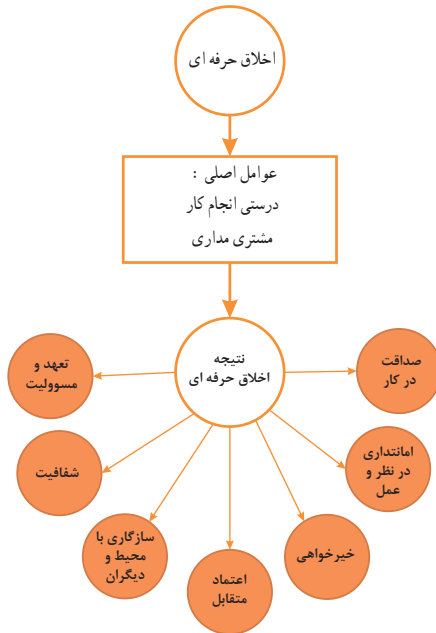 اخلاق حرفه ای
عوامل اصلی :
درستی انجام کار
مشتری مداری
نتیجه
اخلاق حرفه ای
صداقت
در کار
امانتداری
در نظر و
عمل
خیرخواهی
اعتماد
متقابل
سازگاری با
محیط و
دیگران
شفافیت
تعهد و
مسوولیت